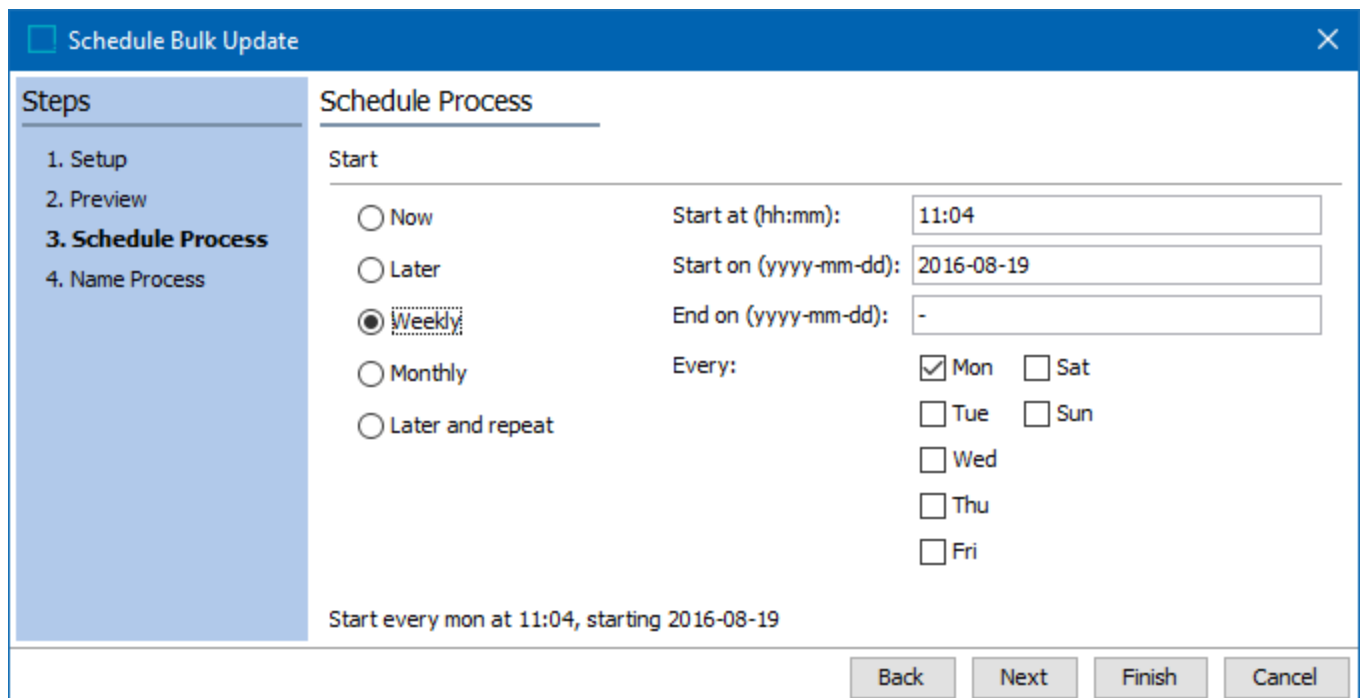 Schedule Bulk Update
Steps
1. Setup
2. Preview
3. Schedule Process
4. Name Process
Schedule Process
Start
Now
Later
Weekly
Monthly
Later and repeat
Start at (hh:mm): 11:04
Start on (yyyy-mm-dd): 2016-08-19
End on (yyyy-mm-dd): -
Every:
Mon Sat
Tue Sun
Wed
Thu
Fri
Start every mon at 11:04, starting 2016-08-19
Back Next Finish Cancel